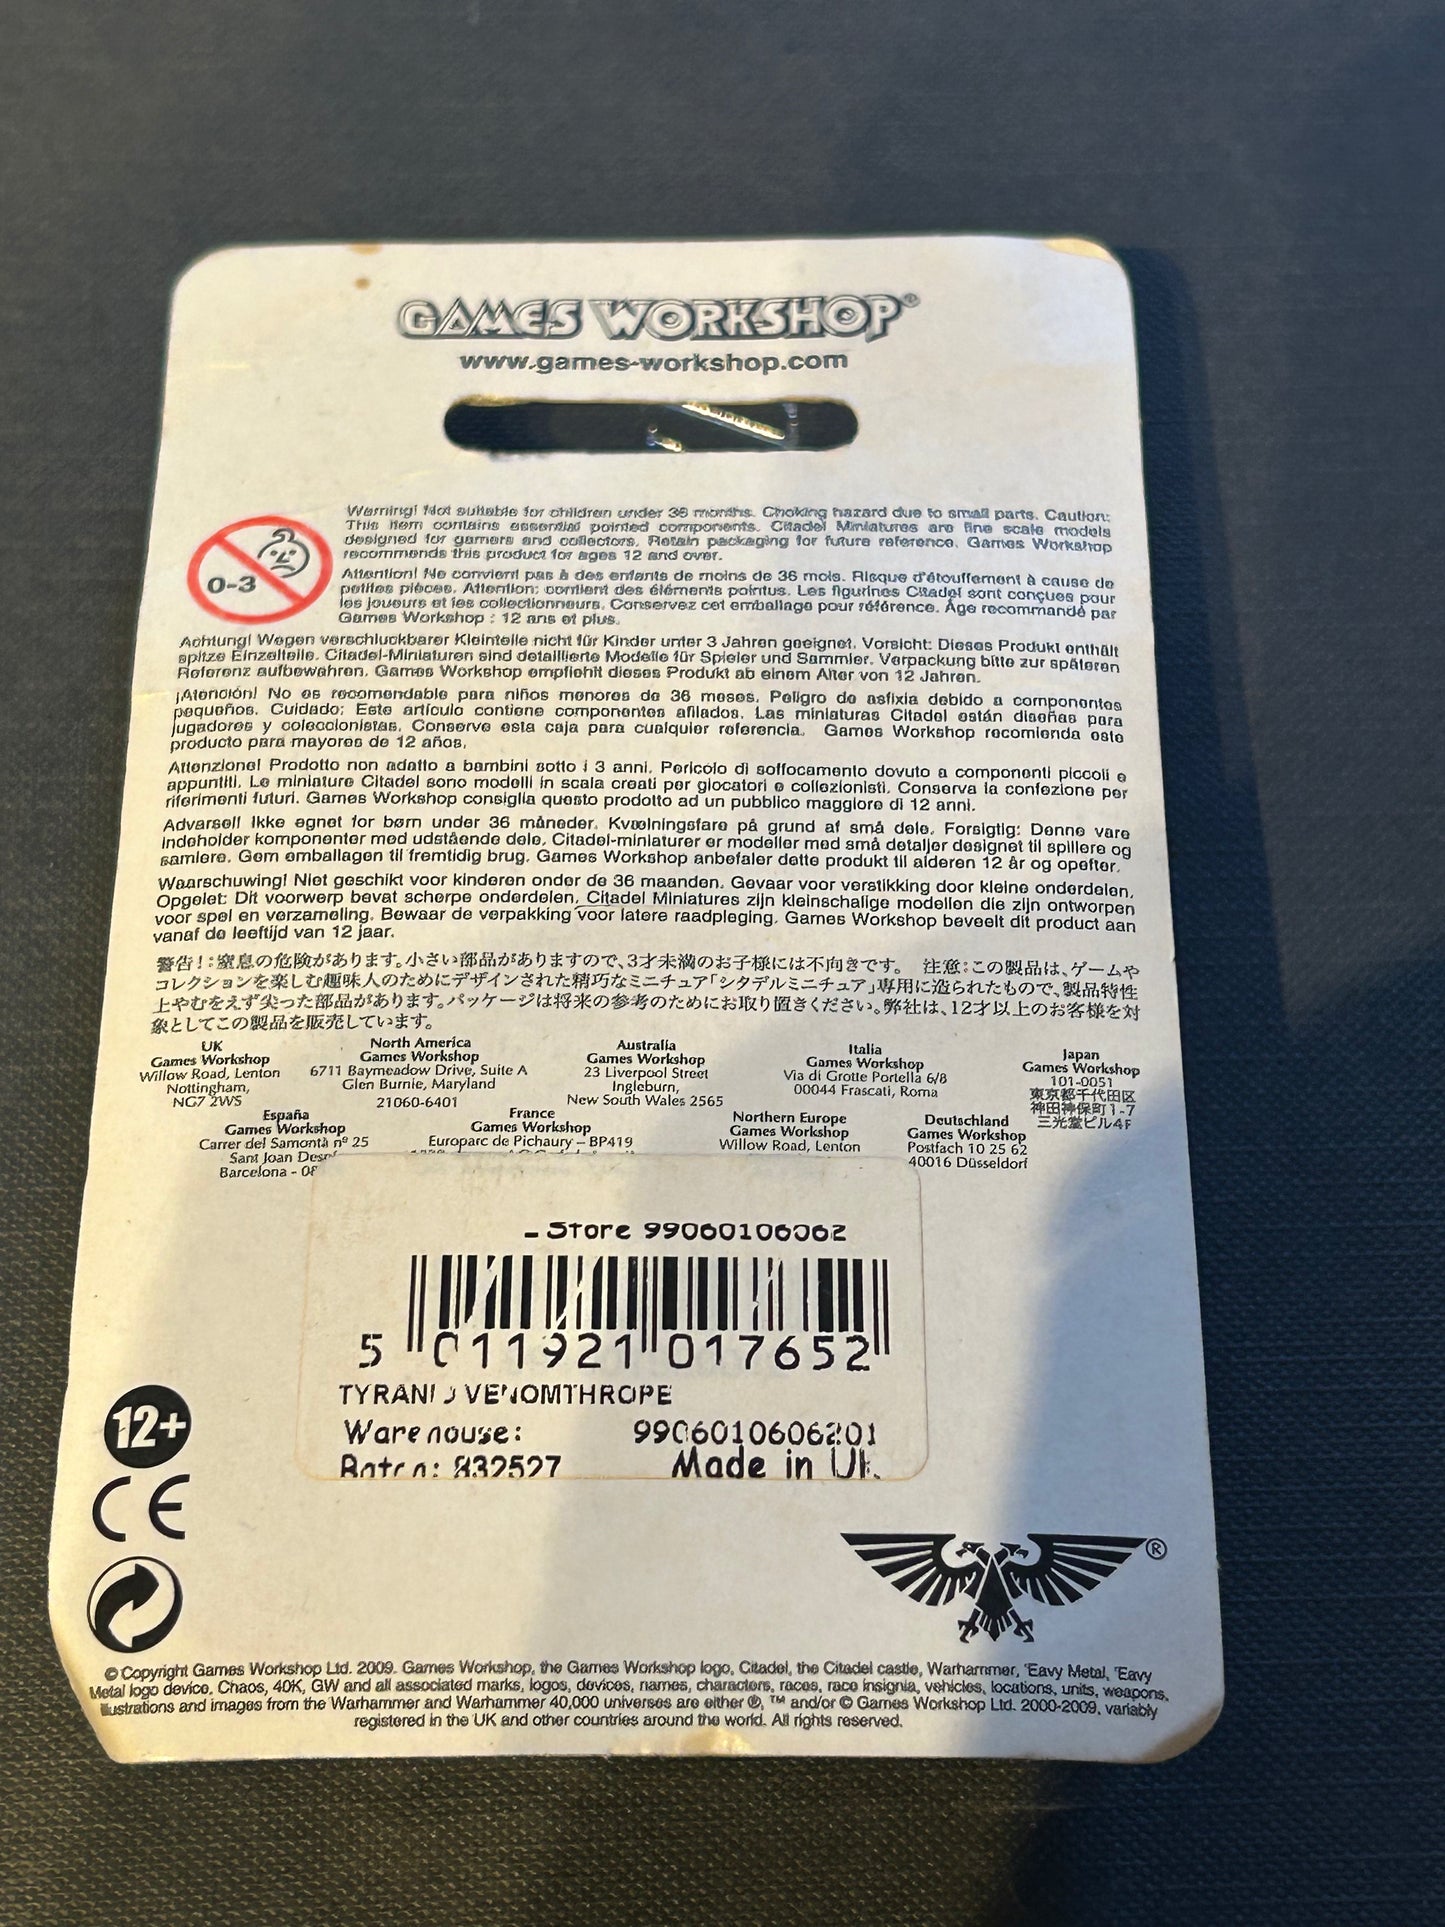 GAMES WORKSHOP®
www.games-workshop.com
0-3
Warning! Not suitable for children under 36 months. Choking hazard due to small parts. Caution:
This item contains essential pointed components. Citadel Miniatures are fine scale models
designed for gamers and collectors. Retain packaging for future reference. Games Workshop
recommends this product for ages 12 and over.
Attention! Ne convient pas à des enfants de moins de 36 mois. Risque d'étouffement à cause de
petites pièces. Attention: contient des éléments pointus. Les figurines Citadel sont conçues pour
les joueurs et les collectionneurs. Conservez cet emballage pour référence. Âge recommandé par
Games Workshop : 12 ans et plus.
Achtung! Wegen verschluckbarer Kleinteile nicht für Kinder unter 3 Jahren geeignet. Vorsicht: Dieses Produkt enthält
spitze Einzelteile. Citadel-Miniaturen sind detaillierte Modelle für Spieler und Sammler. Verpackung bitte zur späteren
Referenz aufbewahren. Games Workshop empfiehlt dieses Produkt ab einem Alter von 12 Jahren.
¡Atención! No es recomendable para niños menores de 36 meses. Peligro de asfixia debido a componentes
pequeños. Cuidado: Este artículo contiene componentes afilados. Las miniaturas Citadel están diseñas para
jugadores y coleccionistas. Conserve esta caja para cualquier referencia. Games Workshop recomienda este
producto para mayores de 12 años.
Attenzione! Prodotto non adatto a bambini sotto i 3 anni. Pericolo di soffocamento dovuto a componenti piccoli e
appuntiti. Le miniature Citadel sono modelli in scala creati per giocatori e collezionisti. Conserva la confezione per
riferimenti futuri. Games Workshop consiglia questo prodotto ad un pubblico maggiore di 12 anni.
Advarsel! Ikke egnet for børn under 36 måneder. Kvælningsfare på grund af små dele. Forsigtig: Denne vare
indeholder komponenter med udstående dele. Citadel-miniaturer er modeller med små detaljer designet til spillere og
samlere. Gem emballagen til fremtidig brug. Games Workshop anbefaler dette produkt til alderen 12 år og opefter.
Waarschuwing! Niet geschikt voor kinderen onder de 36 maanden. Gevaar voor verstikking door kleine onderdelen.
Opgelet: Dit voorwerp bevat scherpe onderdelen. Citadel Miniatures zijn kleinschalige modellen die zijn ontworpen
voor spel en verzameling. Bewaar de verpakking voor latere raadpleging. Games Workshop beveelt dit product aan
vanaf de leeftijd van 12 jaar.
警告！:窒息の危険があります。小さい部品がありますので、3才未満のお子様には不向きです。 注意:この製品は、ゲームや
コレクションを楽しむ趣味人のためにデザインされた精巧なミニチュア「シタデルミニチュア」専用に造られたもので、製品特性
上やむをえず尖った部品があります。パッケージは将来の参考のためにお取り置きください。弊社は、12才以上のお客様を対
象としてこの製品を販売しています。
UK
Games Workshop
Willow Road, Lenton
Nottingham,
NG7 2WS
North America
Games Workshop
6711 Baymeadow Drive, Suite A
Glen Burnie, Maryland
21060-6401
Australia
Games Workshop
23 Liverpool Street
Ingleburn,
New South Wales 2565
Italia
Games Workshop
Via di Grotte Portella 6/8
00044 Frascati, Roma
Japan
Games Workshop
101-0051
東京都千代田区
神田神保町1-7
三光堂ビル4F
España
Games Workshop
Carrer del Samontà nº 25
Sant Joan
Barcelona - 08
France
Games Workshop
Europarc de Pichaury – BP419
Northern Europe
Games Workshop
Willow Road, Lenton
Deutschland
Games Workshop
Postfach 10 25 62
40016 Düsseldorf
Store 99060106062
5 011921 017652
TYRANID VENOMTHROPE
Warehouse: 9906010606201
Batch: 832527 Made in UK
12+
CE
®
© Copyright Games Workshop Ltd. 2009. Games Workshop, the Games Workshop logo, Citadel, the Citadel castle, Warhammer, 'Eavy Metal, 'Eavy
Metal logo device, Chaos, 40K, GW and all associated marks, logos, devices, names, characters, races, race insignia, vehicles, locations, units, weapons,
illustrations and images from the Warhammer and Warhammer 40,000 universes are either ®, ™ and/or © Games Workshop Ltd. 2000-2009, variably
registered in the UK and other countries around the world. All rights reserved.